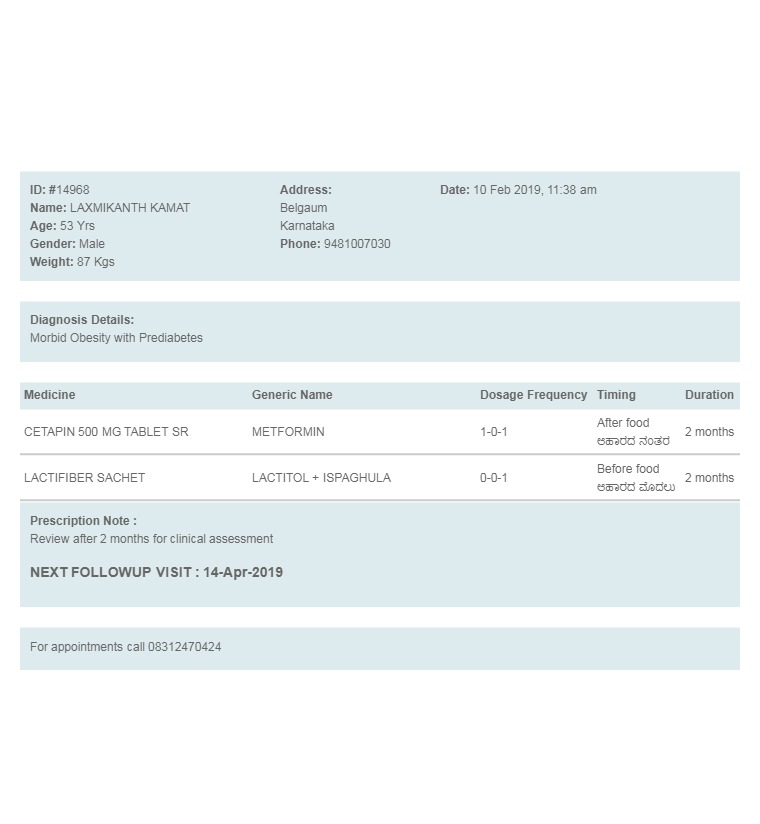 ID: #14968
Name: LAXMIKANTH KAMAT
Age: 53 Yrs
Gender: Male
Weight: 87 Kgs
Address:
Belgaum
Karnataka
Phone: 9481007030
Date: 10 Feb 2019, 11:38 am
Diagnosis Details:
Morbid Obesity with Prediabetes
Medicine Generic Name Dosage Frequency Timing Duration
CETAPIN 500 MG TABLET SR METFORMIN 1-0-1 After food 2 months
ಆಹಾರದ ನಂತರ
LACTIFIBER SACHET LACTITOL + ISPAGHULA 0-0-1 Before food 2 months
ಆಹಾರದ ಮೊದಲು
Prescription Note :
Review after 2 months for clinical assessment
NEXT FOLLOWUP VISIT : 14-Apr-2019
For appointments call 08312470424